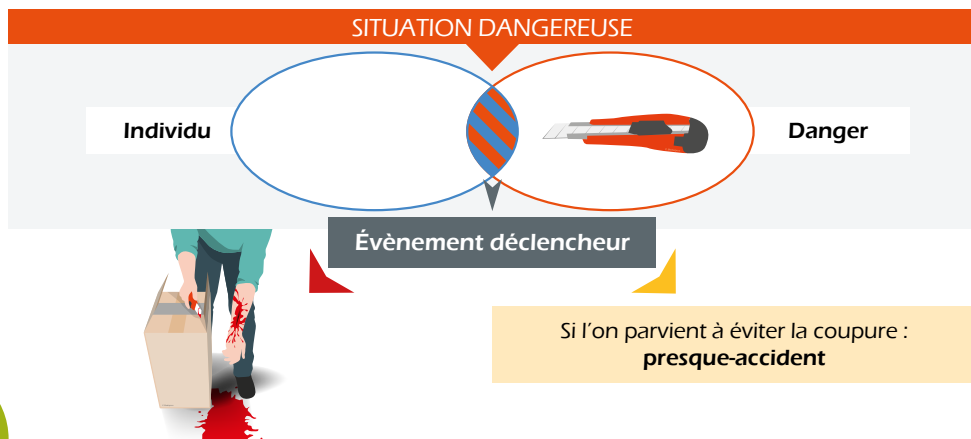 SITUATION DANGEREUSE
Individu
Danger
Évènement déclencheur
Si l'on parvient à éviter la coupure :
presque-accident